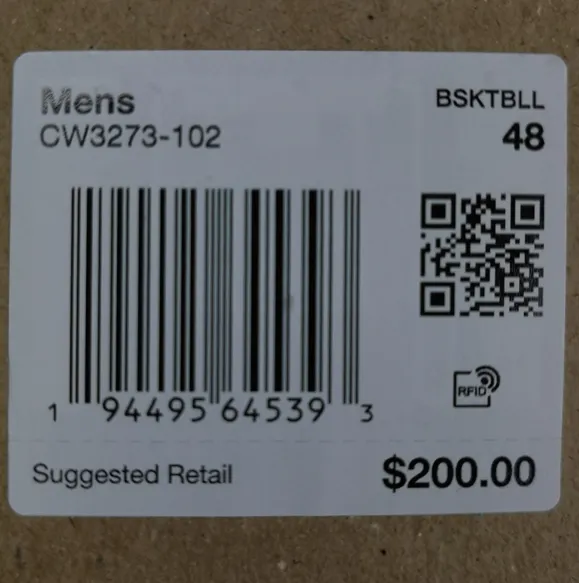 Mens
BSKTBLL
CW3273-102
48
RFID
1 94495 64539 3
Suggested Retail
$200.00